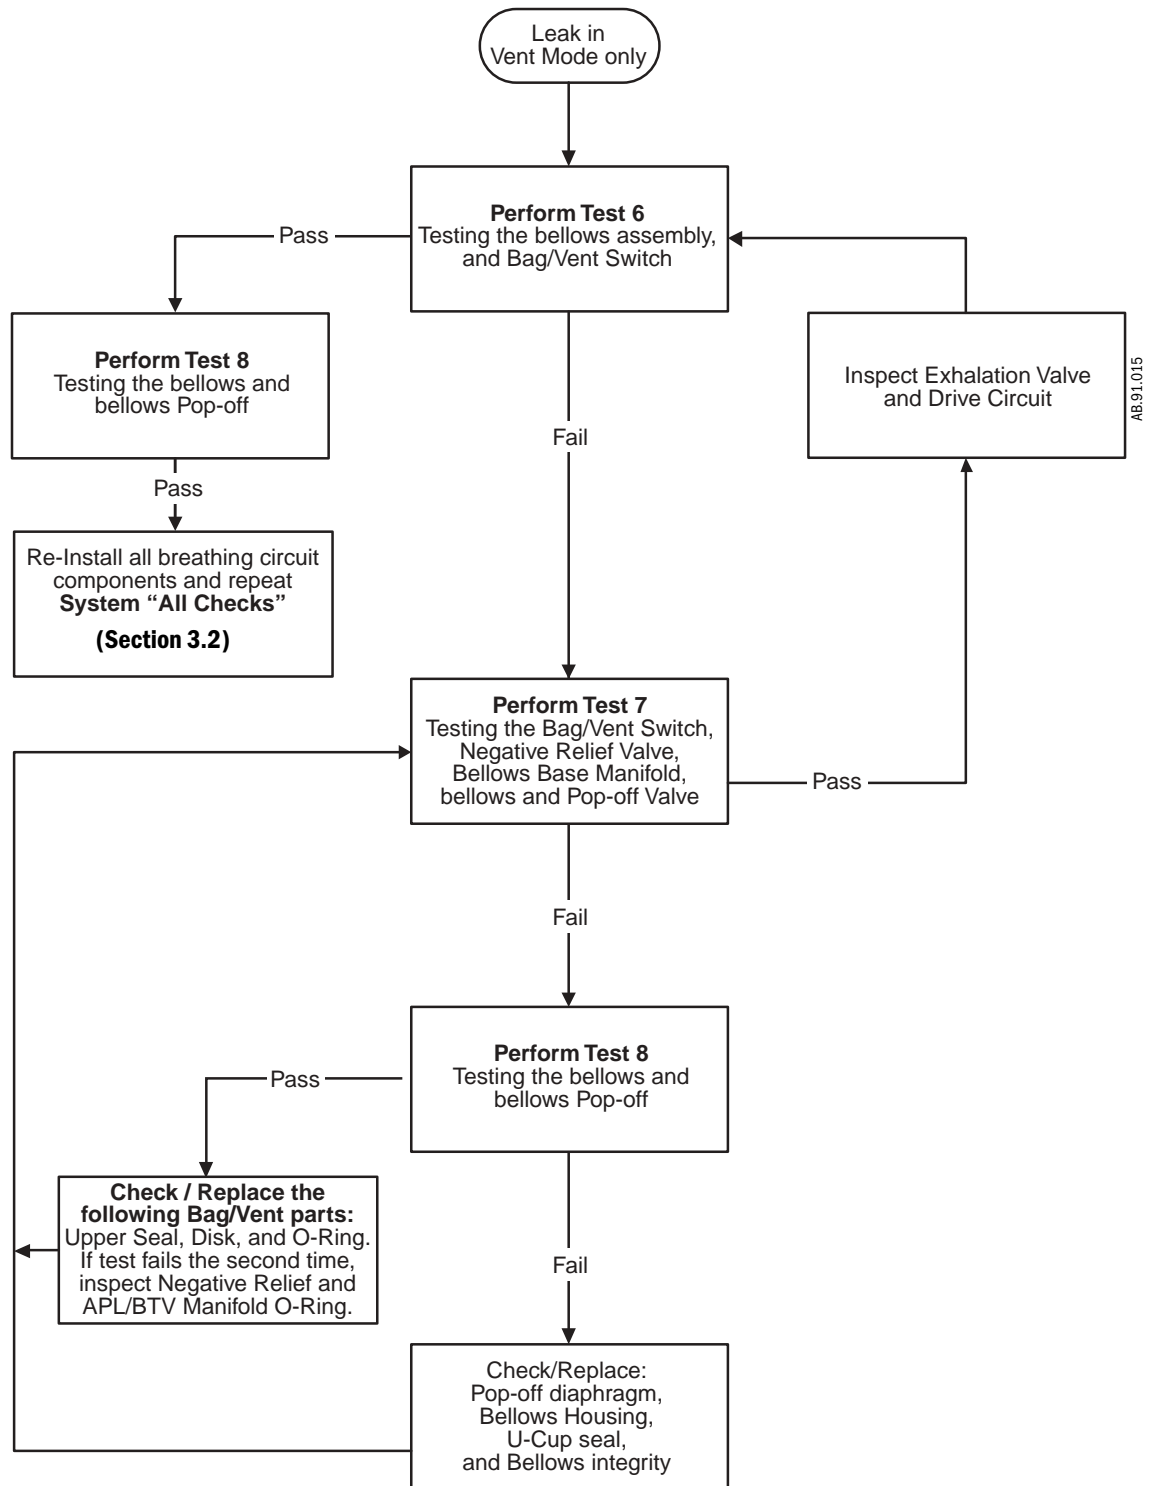 Leak in
Vent Mode only
Perform Test 6
Testing the bellows assembly,
and Bag/Vent Switch
Pass
Perform Test 8
Testing the bellows and
bellows Pop-off
Inspect Exhalation Valve
and Drive Circuit
AB.91.015
Fail
Pass
Re-Install all breathing circuit
components and repeat
System “All Checks”
(Section 3.2)
Perform Test 7
Testing the Bag/Vent Switch,
Negative Relief Valve,
Bellows Base Manifold,
bellows and Pop-off Valve
Pass
Fail
Perform Test 8
Testing the bellows and
bellows Pop-off
Pass
Check / Replace the
following Bag/Vent parts:
Upper Seal, Disk, and O-Ring.
If test fails the second time,
inspect Negative Relief and
APL/BTV Manifold O-Ring.
Fail
Check/Replace:
Pop-off diaphragm,
Bellows Housing,
U-Cup seal,
and Bellows integrity